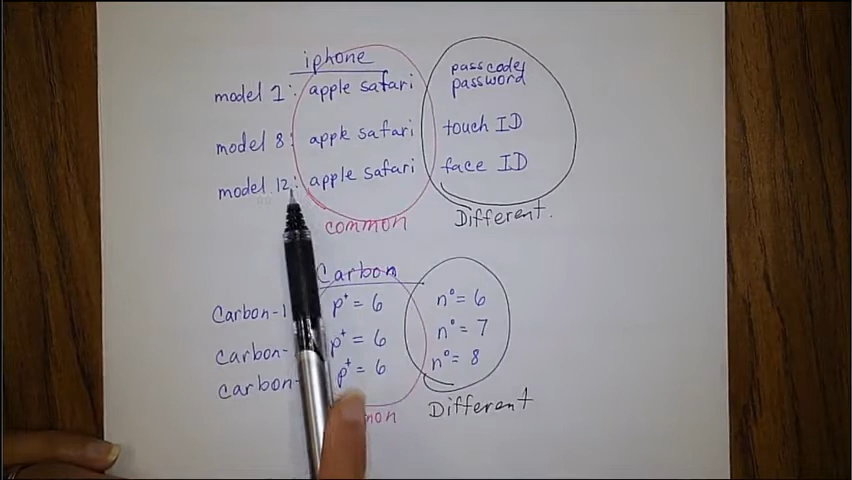 iphone
model 1: apple safari passcode/ password
model 8: apple safari touch ID
model 12: apple safari face ID
common Different.
Carbon
Carbon-1 p⁺ = 6 n° = 6
Carbon- p⁺ = 6 n° = 7
Carbon- p⁺ = 6 n° = 8
mon Different